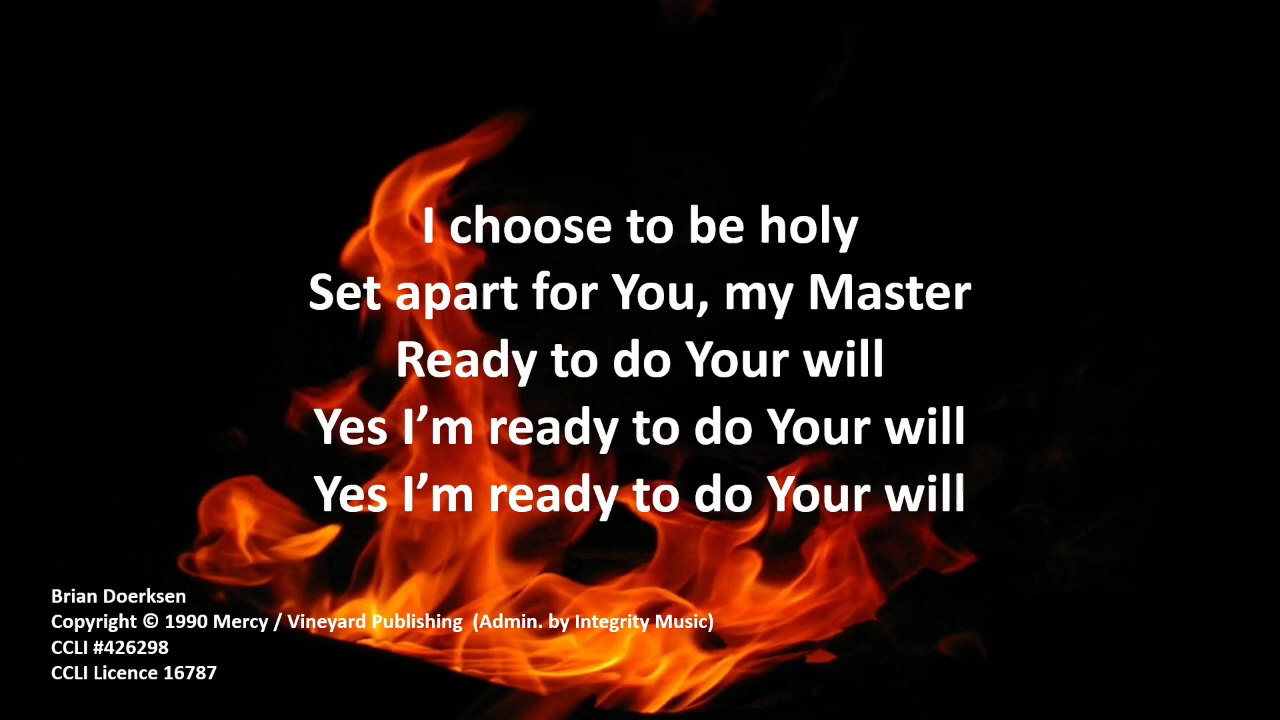 I choose to be holy
Set apart for You, my Master
Ready to do Your will
Yes I’m ready to do Your will
Yes I’m ready to do Your will
Brian Doerksen
Copyright © 1990 Mercy / Vineyard Publishing (Admin. by Integrity Music)
CCLI #426298
CCLI Licence 16787